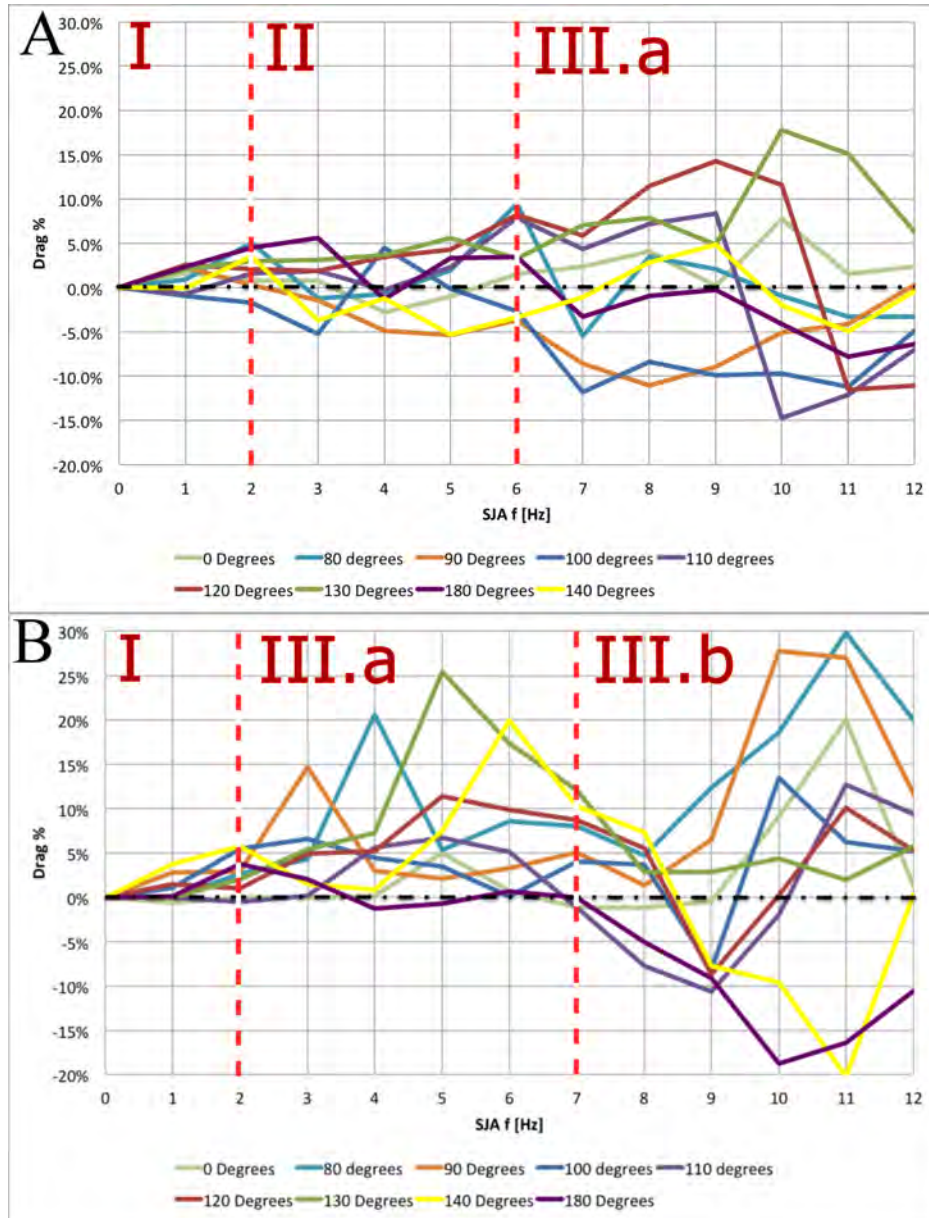 A
I II III.a
30.0%
25.0%
20.0%
15.0%
10.0%
5.0%
0.0%
-5.0%
-10.0%
-15.0%
-20.0%
Drag %
0 1 2 3 4 5 6 7 8 9 10 11 12
SJA f [Hz]
0 Degrees 80 degrees 90 Degrees 100 degrees 110 degrees
120 Degrees 130 Degrees 180 Degrees 140 Degrees
B
I III.a III.b
30%
25%
20%
15%
10%
5%
0%
-5%
-10%
-15%
-20%
Drag %
0 1 2 3 4 5 6 7 8 9 10 11 12
SJA f [Hz]
0 Degrees 80 degrees 90 Degrees 100 degrees 110 degrees
120 Degrees 130 Degrees 140 Degrees 180 Degrees